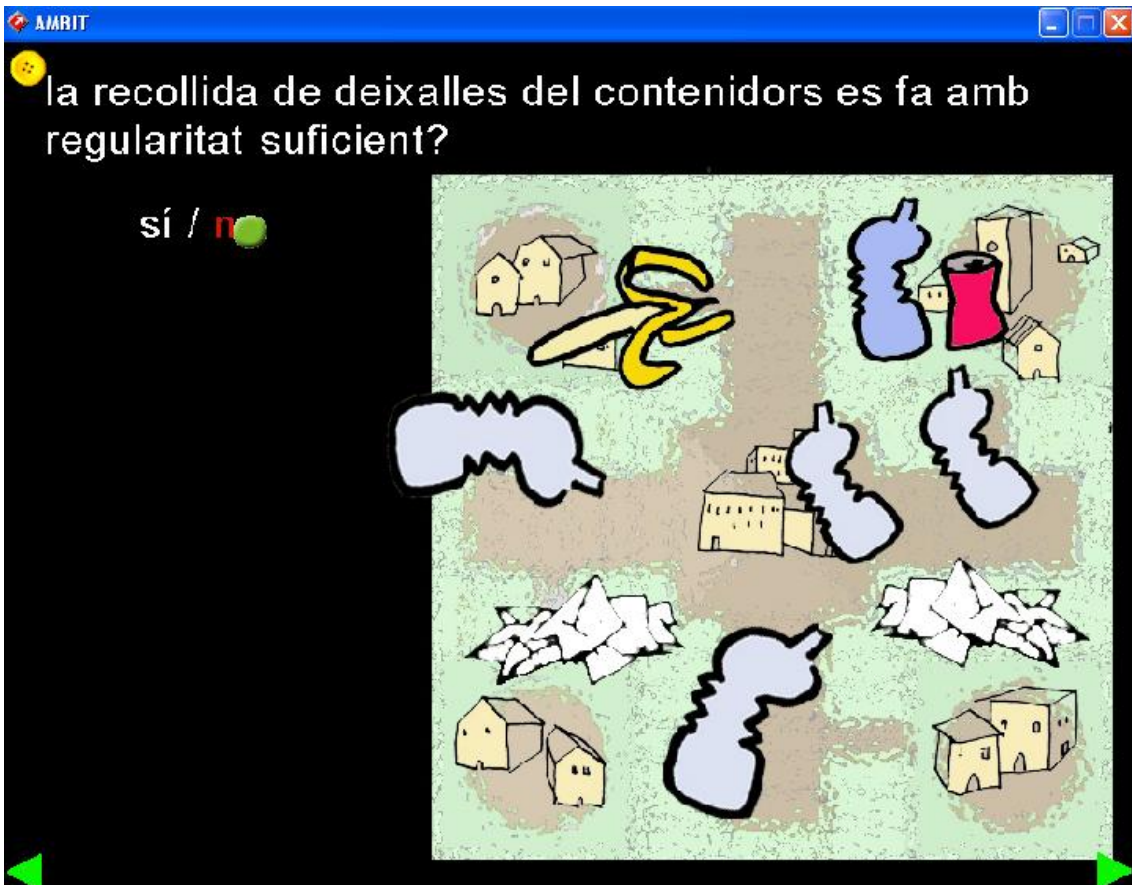 AMBIT
la recollida de deixalles del contenidors es fa amb
regularitat suficient?
sí /